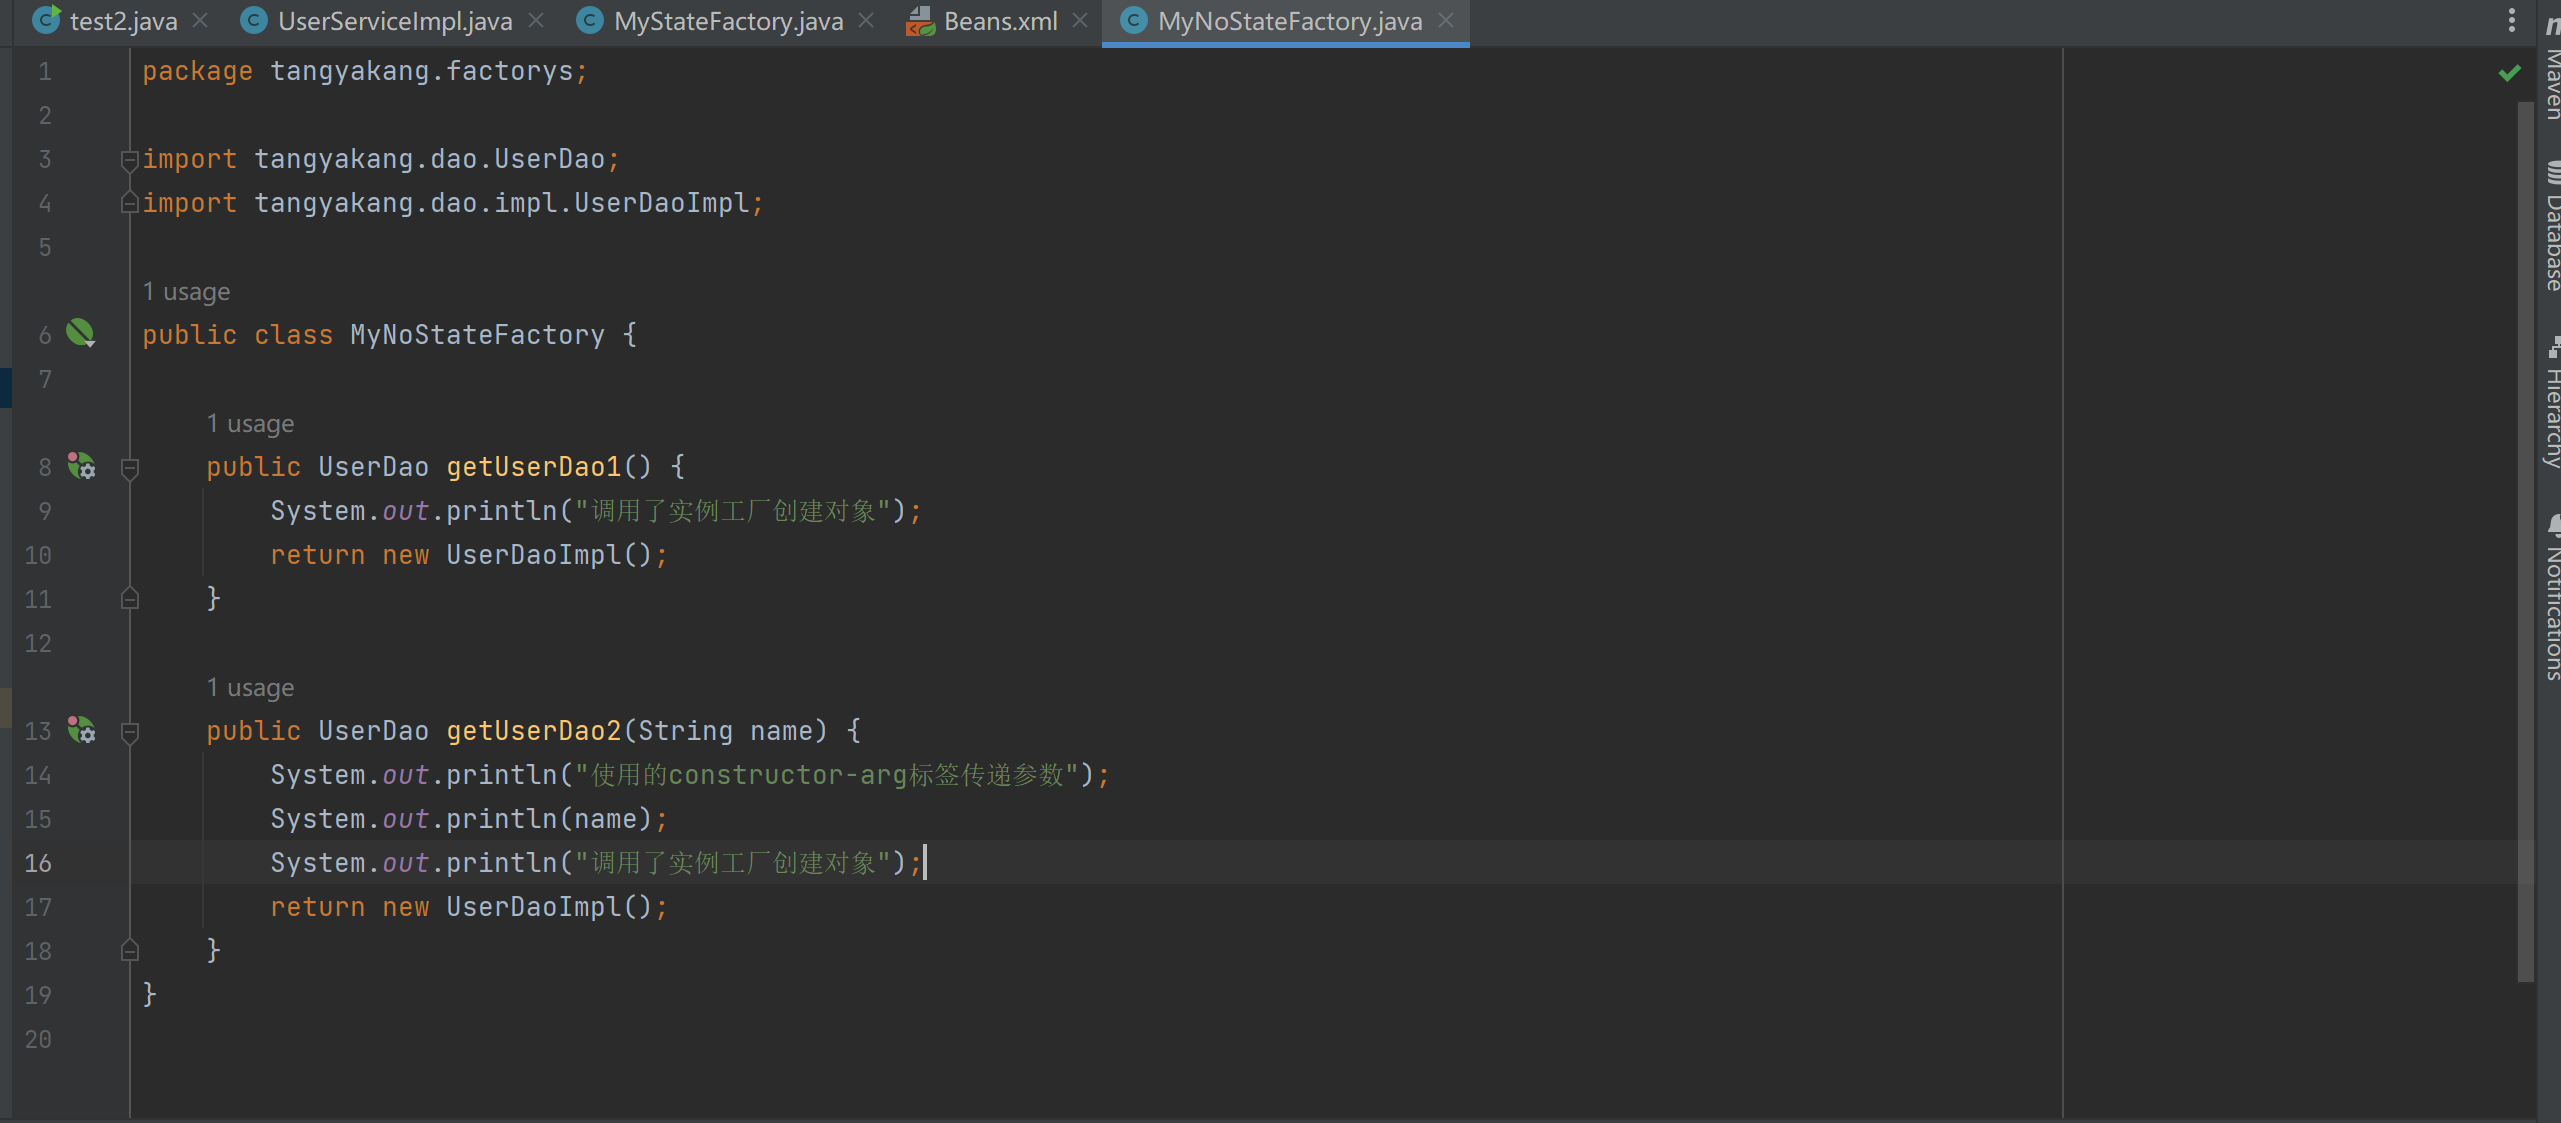 test2.java UserServiceImpl.java MyStateFactory.java Beans.xml MyNoStateFactory.java
1 package tangyakang.factorys;
2
3 import tangyakang.dao.UserDao;
4 import tangyakang.dao.impl.UserDaoImpl;
5
1 usage
6 public class MyNoStateFactory {
7
1 usage
8 public UserDao getUserDao1() {
9 System.out.println("调用了实例工厂创建对象");
10 return new UserDaoImpl();
11 }
12
1 usage
13 public UserDao getUserDao2(String name) {
14 System.out.println("使用的constructor-arg标签传递参数");
15 System.out.println(name);
16 System.out.println("调用了实例工厂创建对象");
17 return new UserDaoImpl();
18 }
19 }
20
Maven
Database
Hierarchy
Notifications